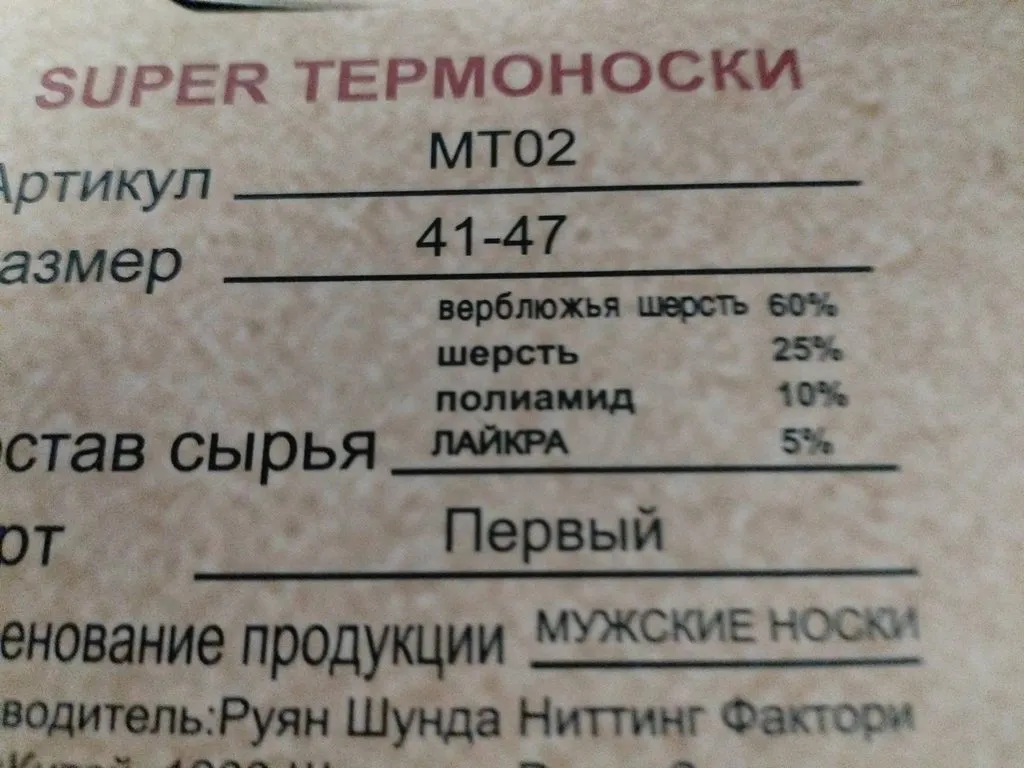 SUPER ТЕРМОНОСКИ
Артикул МТ02
азмер 41-47
верблюжья шерсть 60%
шерсть 25%
полиамид 10%
остав сырья ЛАЙКРА 5%
рт Первый
енование продукции МУЖСКИЕ НОСКИ
водитель:Руян Шунда Ниттинг Фактори